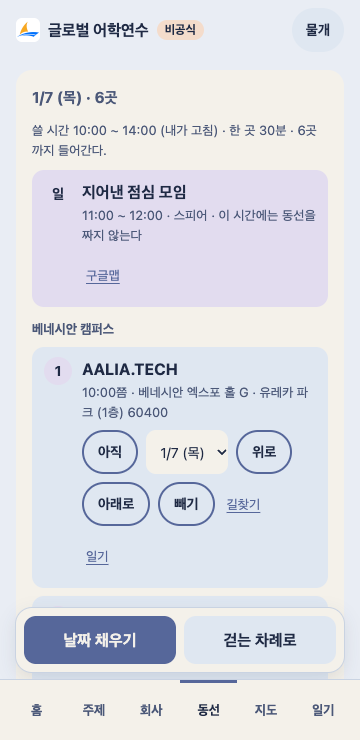 글로벌 어학연수 비공식 물개
1/7 (목) · 6곳
쓸 시간 10:00 ~ 14:00 (내가 고침) · 한 곳 30분 · 6곳
까지 들어간다.
일 지어낸 점심 모임
11:00 ~ 12:00 · 스피어 · 이 시간에는 동선을
짜지 않는다
구글맵
베네시안 캠퍼스
1 AALIA.TECH
10:00쯤 · 베네시안 엑스포 홀 G · 유레카 파
크 (1층) 60400
아직 1/7 (목) 위로
아래로 빼기 길찾기
일기
날짜 채우기 걷는 차례로
홈 주제 회사 동선 지도 일기